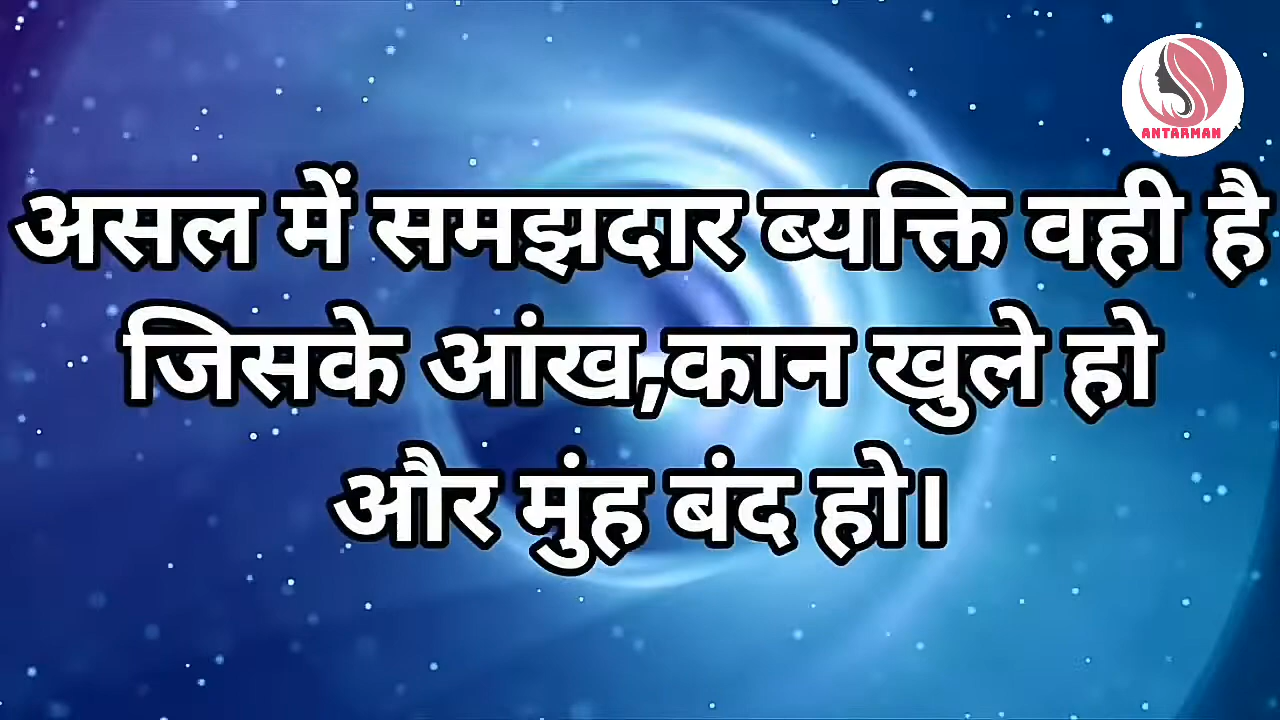 ANTARMAN
असल में समझदार ब्यक्ति वही है
जिसके आंख,कान खुले हो
और मुंह बंद हो।